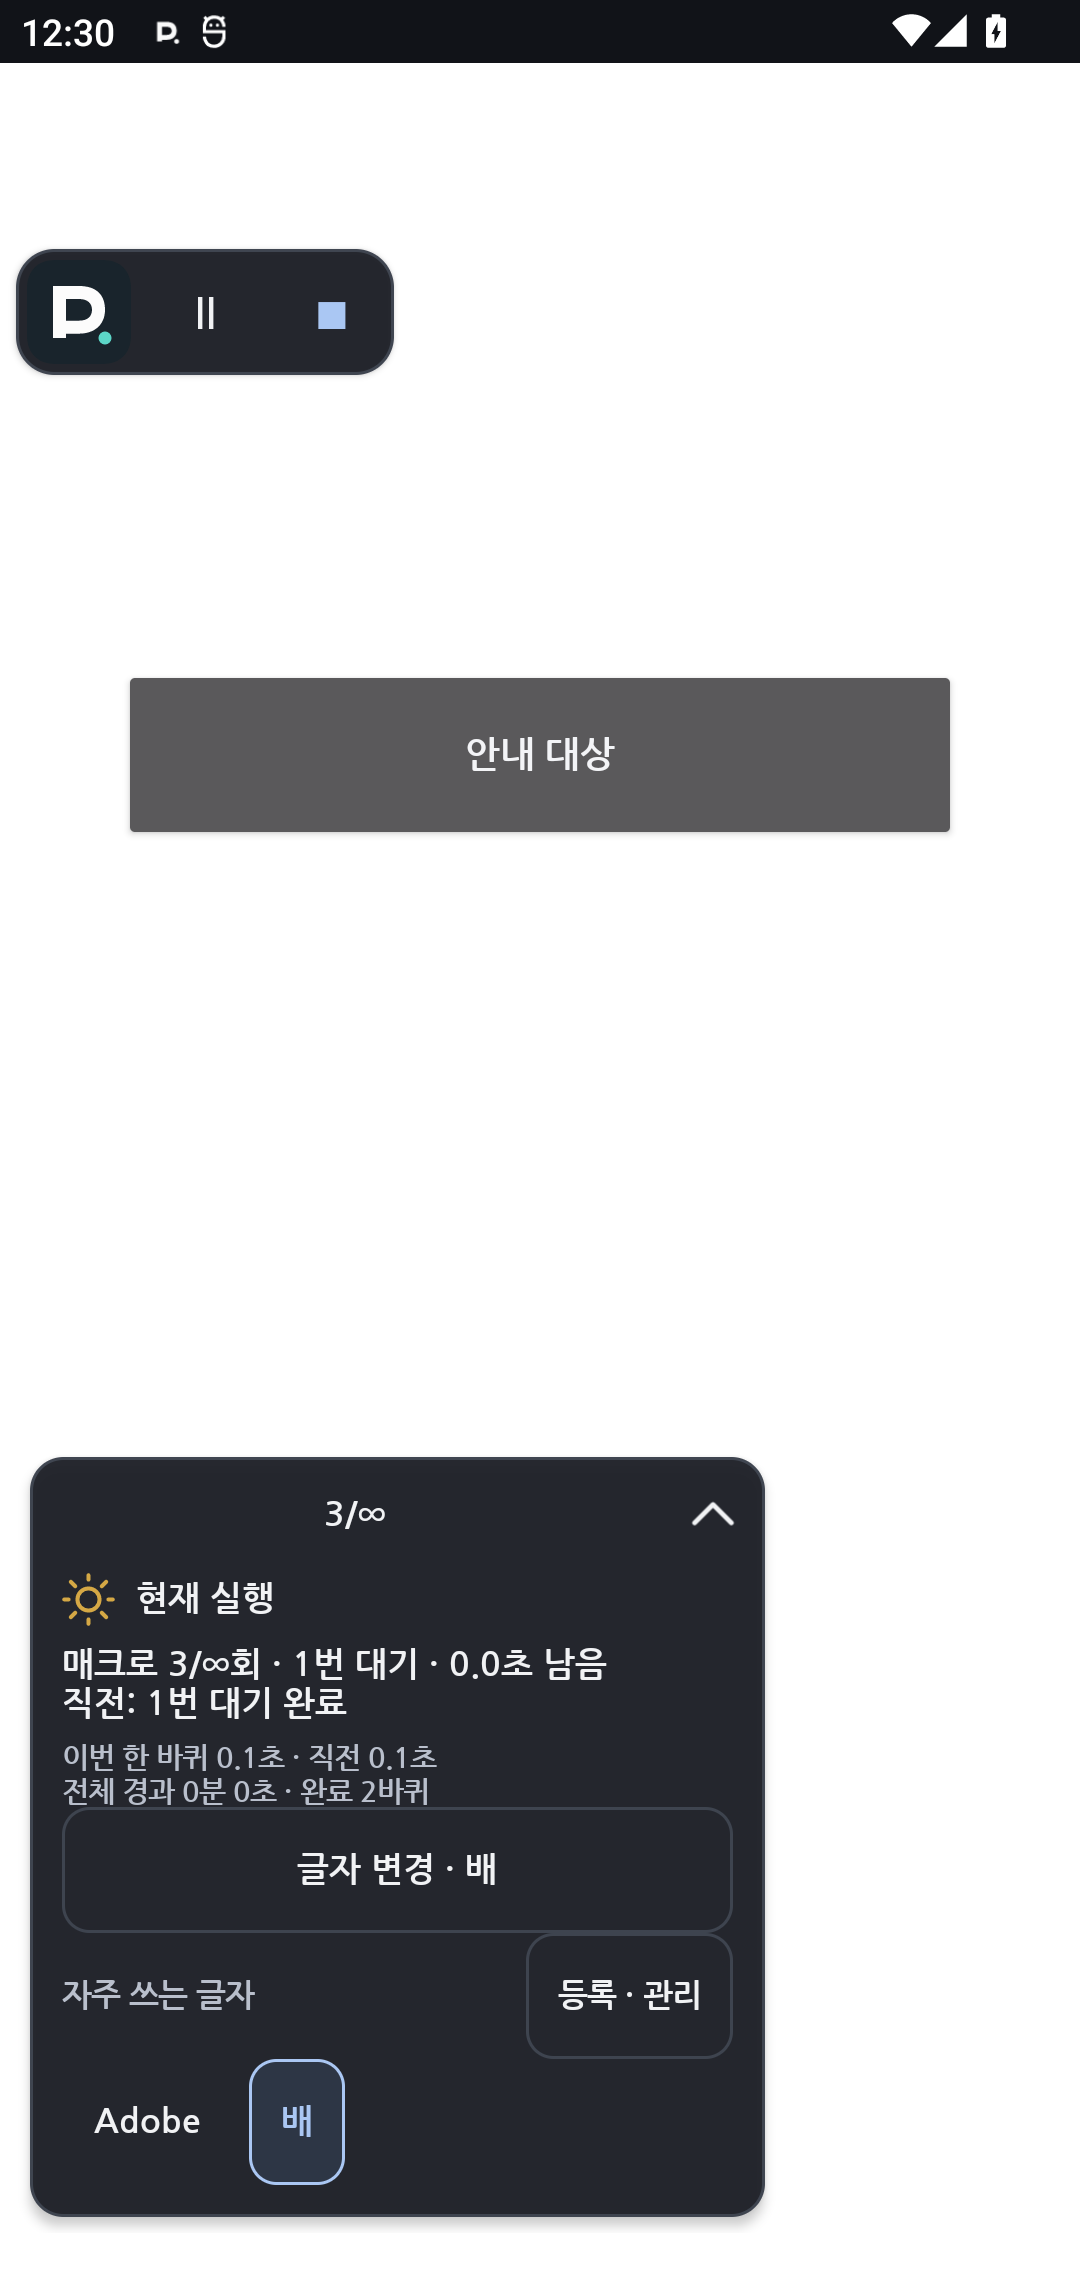 12:30
P.
안내 대상
3/∞
현재 실행
매크로 3/∞회 · 1번 대기 · 0.0초 남음
직전: 1번 대기 완료
이번 한 바퀴 0.1초 · 직전 0.1초
전체 경과 0분 0초 · 완료 2바퀴
글자 변경 · 배
자주 쓰는 글자
등록 · 관리
Adobe
배